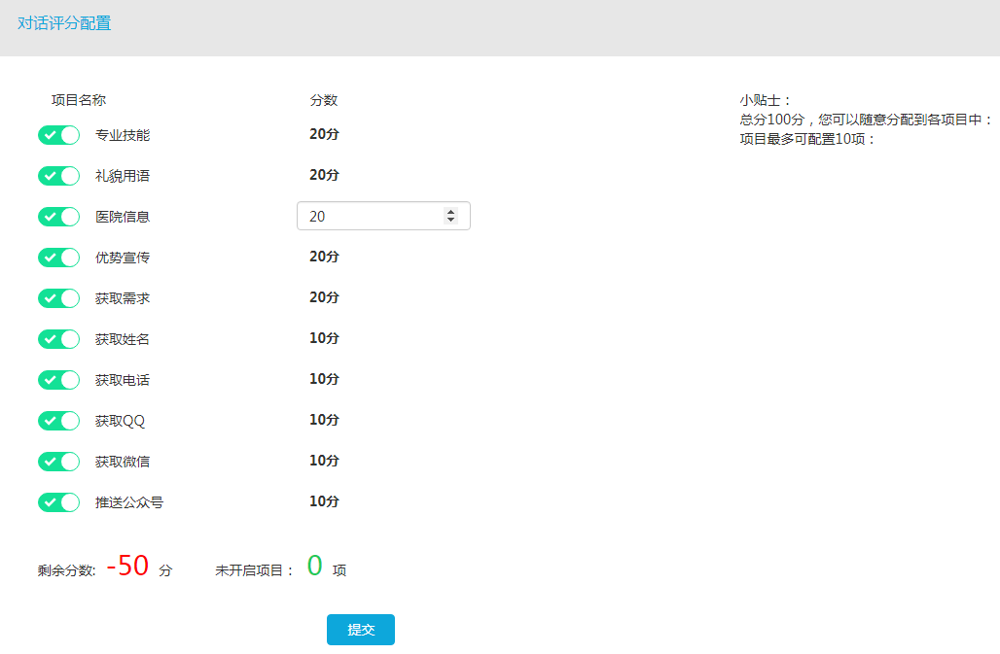 对话评分配置
项目名称 分数
小贴士：
总分100分，您可以随意分配到各项目中：
项目最多可配置10项：
专业技能 20分
礼貌用语 20分
医院信息 20
优势宣传 20分
获取需求 20分
获取姓名 10分
获取电话 10分
获取QQ 10分
获取微信 10分
推送公众号 10分
剩余分数: -50 分 未开启项目： 0 项
提交